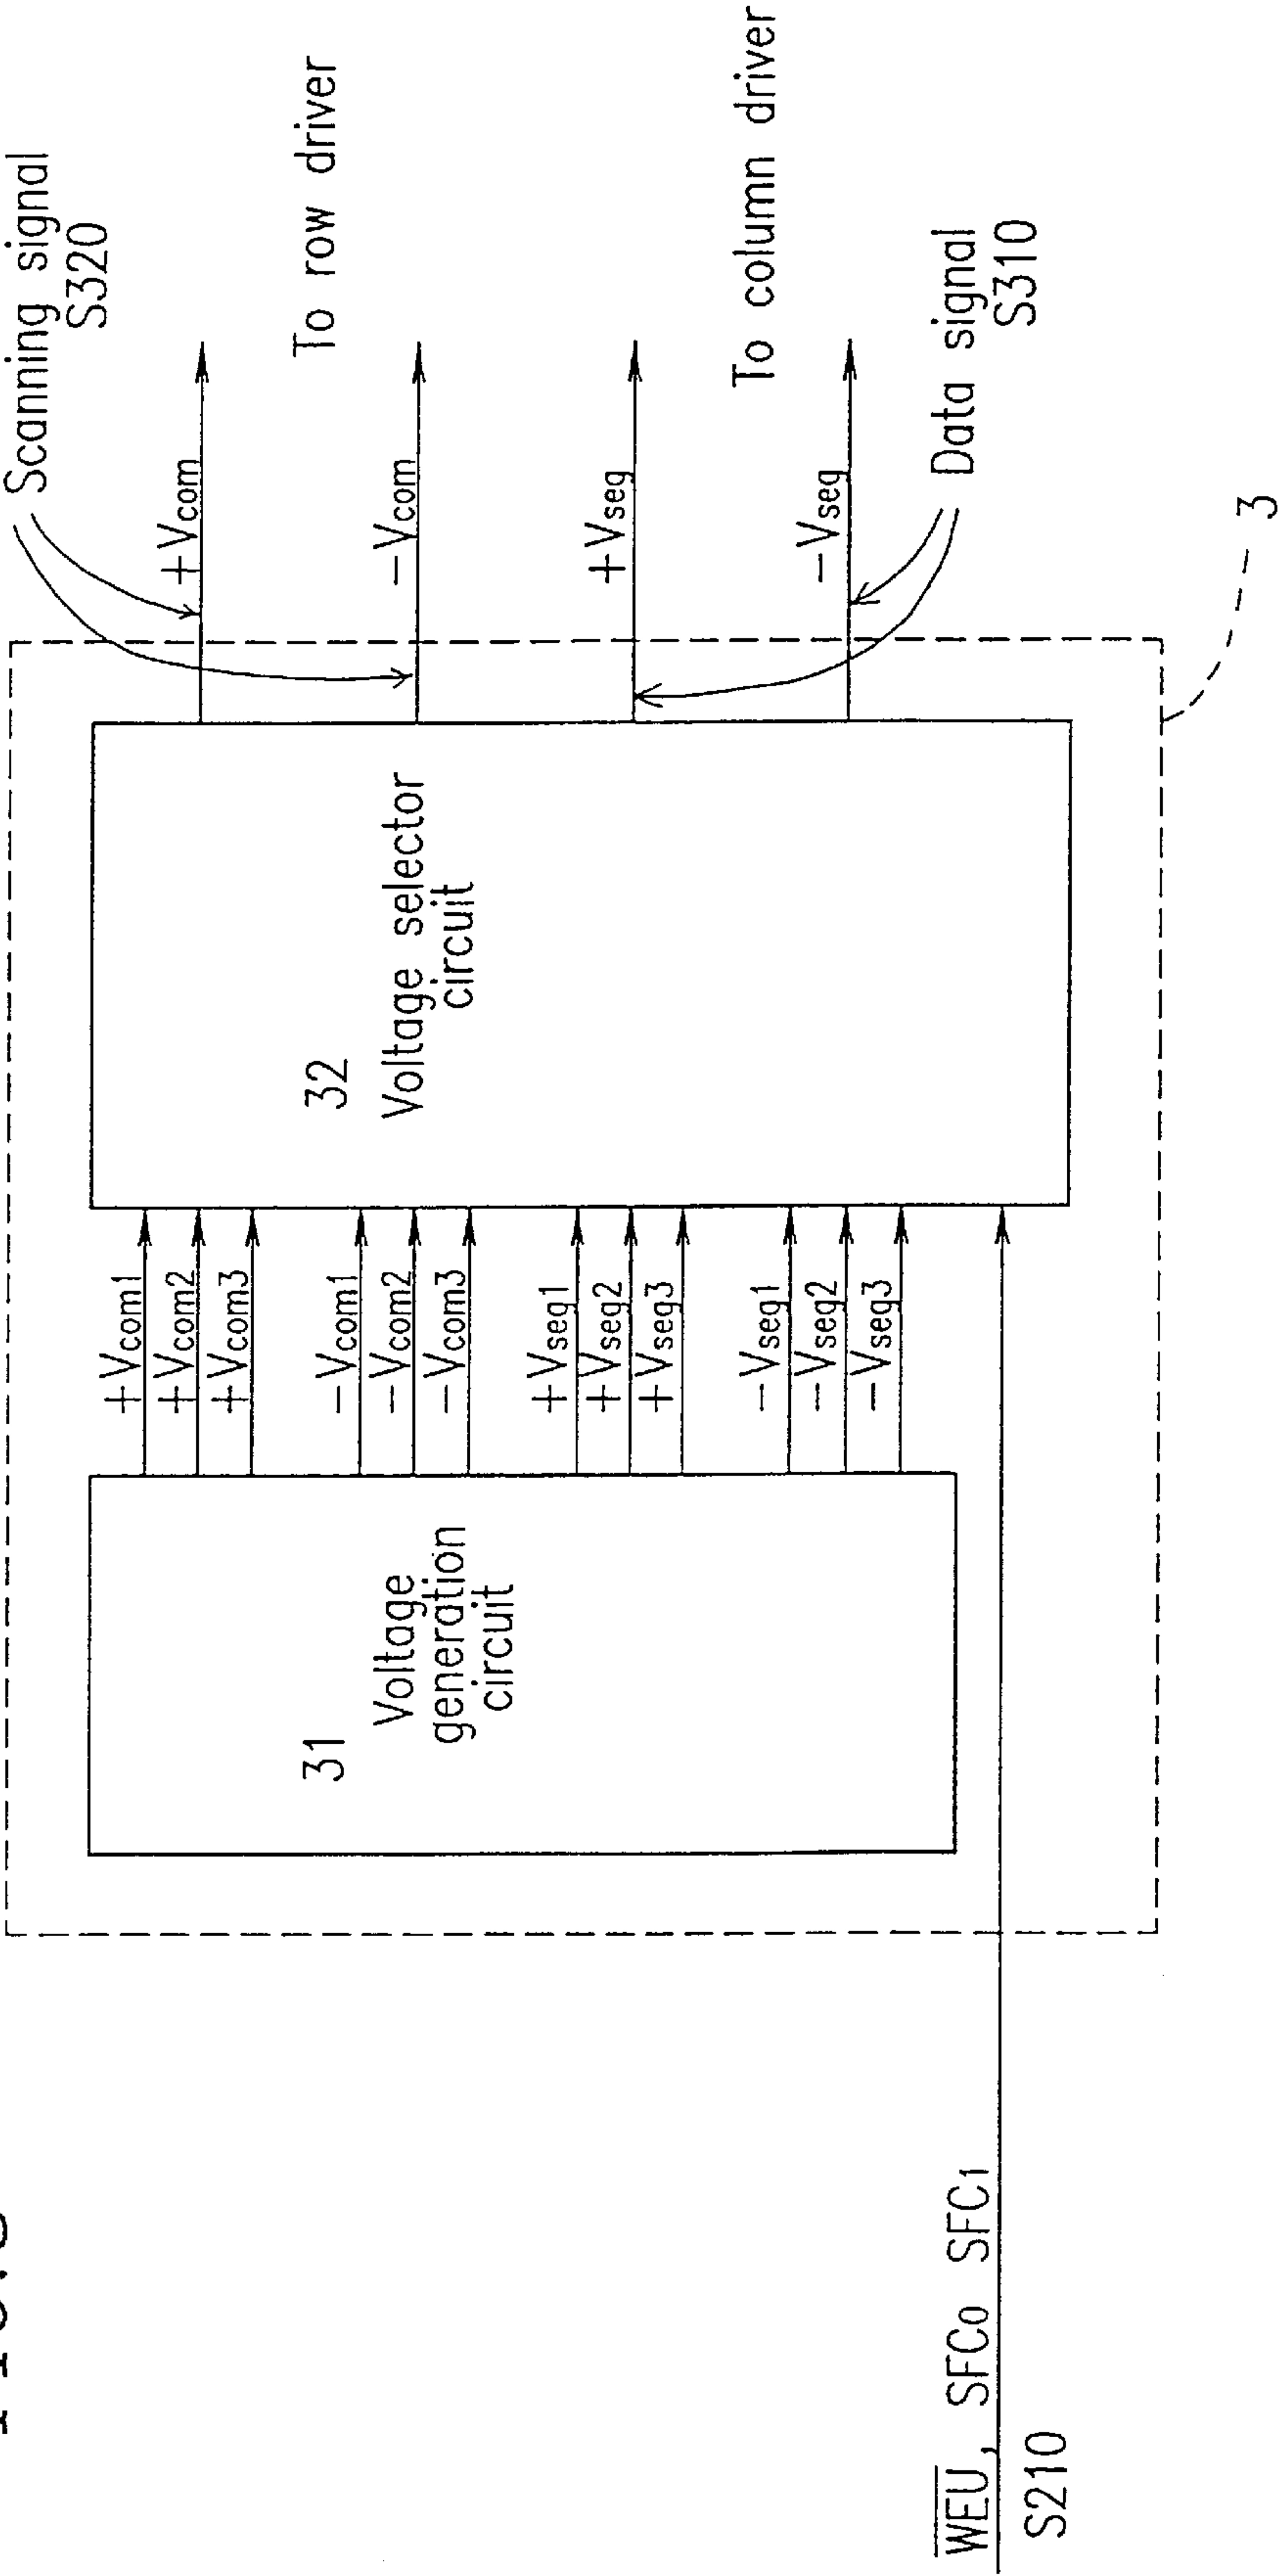 Scanning signal
S320
+Vcom
To row driver
-Vcom
+Vseg
To column driver
-Vseg
Data signal
S310
32
Voltage selector
circuit
+Vcom1
+Vcom2
+Vcom3
-Vcom1
-Vcom2
-Vcom3
+Vseg1
+Vseg2
+Vseg3
-Vseg1
-Vseg2
-Vseg3
31
Voltage
generation
circuit
W̅E̅U̅, SFC0 SFC1
S210
3